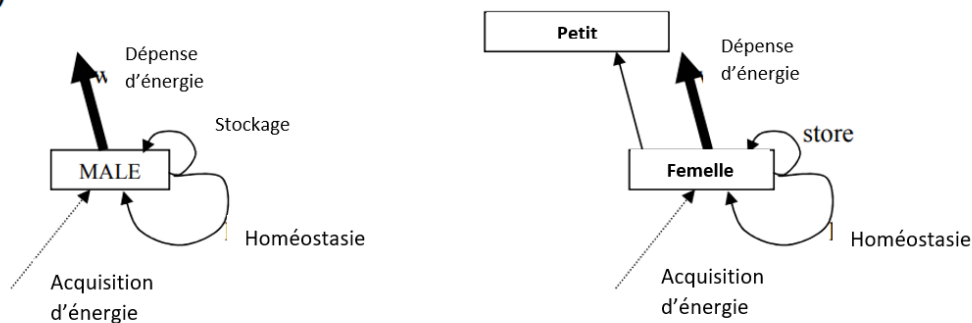 Dépense
d'énergie
Stockage
MALE
Homéostasie
Acquisition
d'énergie
Petit
Dépense
d'énergie
store
Femelle
Homéostasie
Acquisition
d'énergie